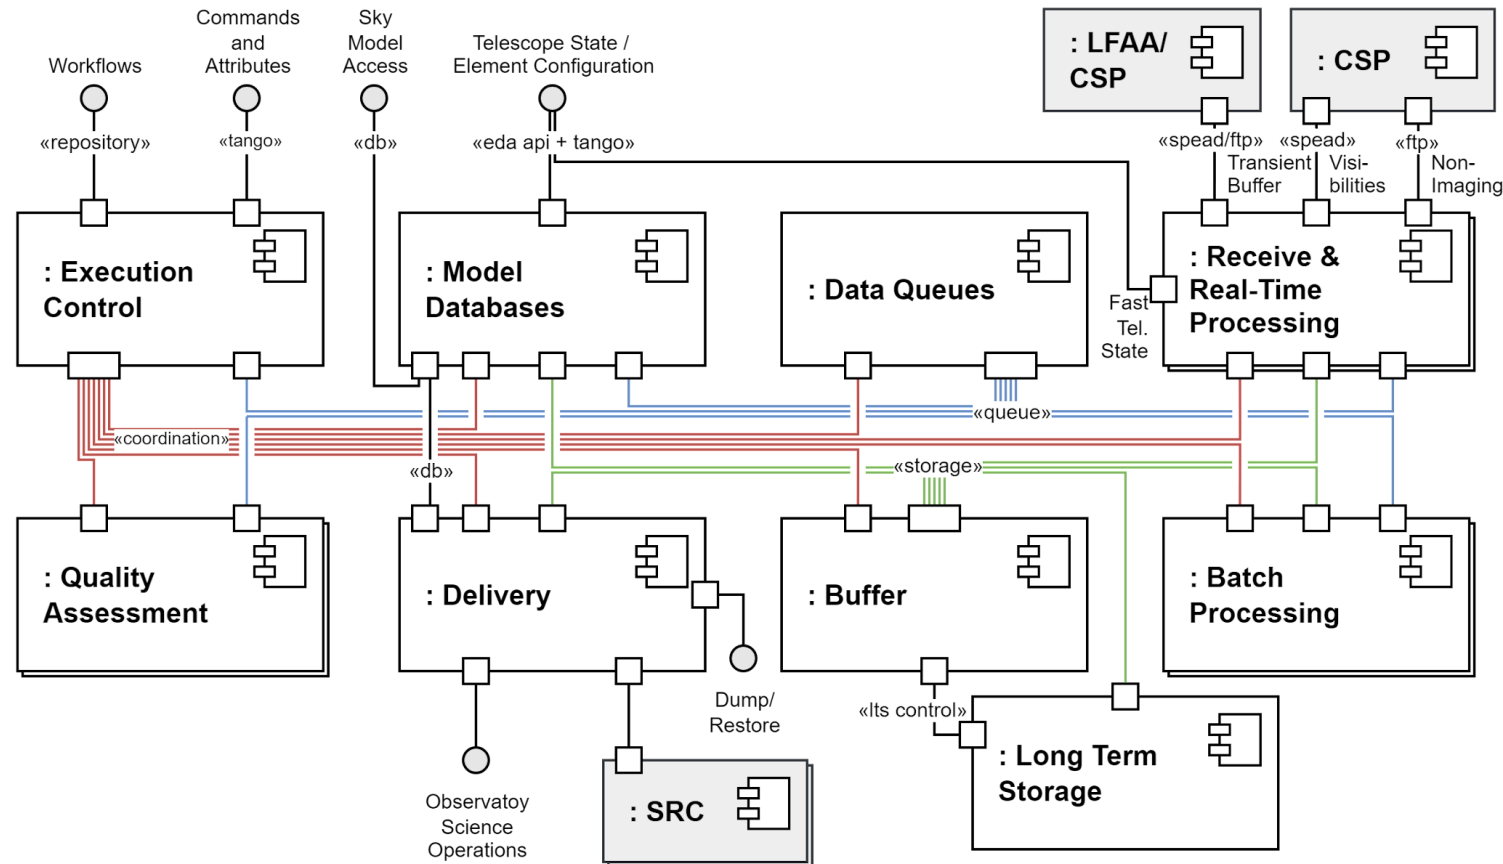 Commands
and
Attributes
Sky
Model
Access
Workflows
Telescope State /
Element Configuration
: LFAA/
CSP
: CSP
«repository»
«tango»
«db»
«eda api + tango»
«spead/ftp»
«spead»
«ftp»
Transient
Buffer
Visi-
bilities
Non-
Imaging
: Execution
Control
: Model
Databases
: Data Queues
: Receive &
Real-Time
Processing
Fast
Tel.
State
«queue»
«coordination»
«db»
«storage»
: Quality
Assessment
: Delivery
: Buffer
: Batch
Processing
Dump/
Restore
«lts control»
: Long Term
Storage
Observatoy
Science
Operations
: SRC